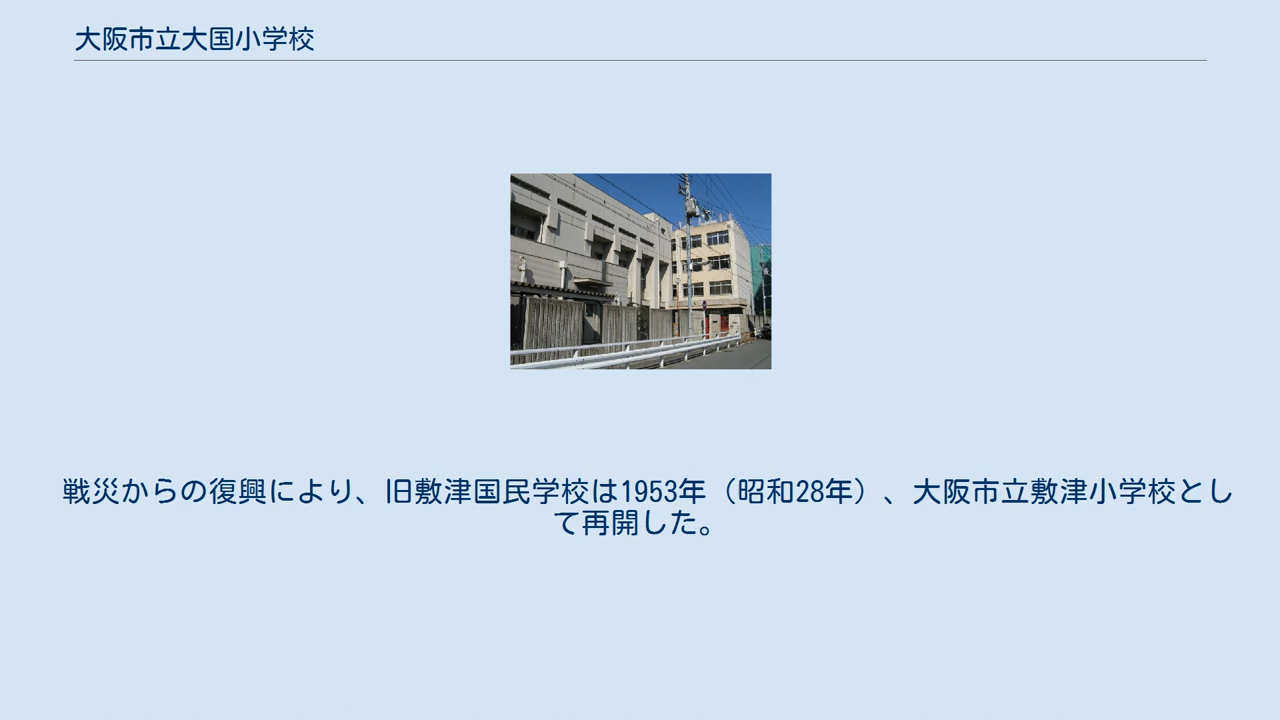 大阪市立大国小学校
戦災からの復興により、旧敷津国民学校は1953年（昭和28年）、大阪市立敷津小学校とし
て再開した。